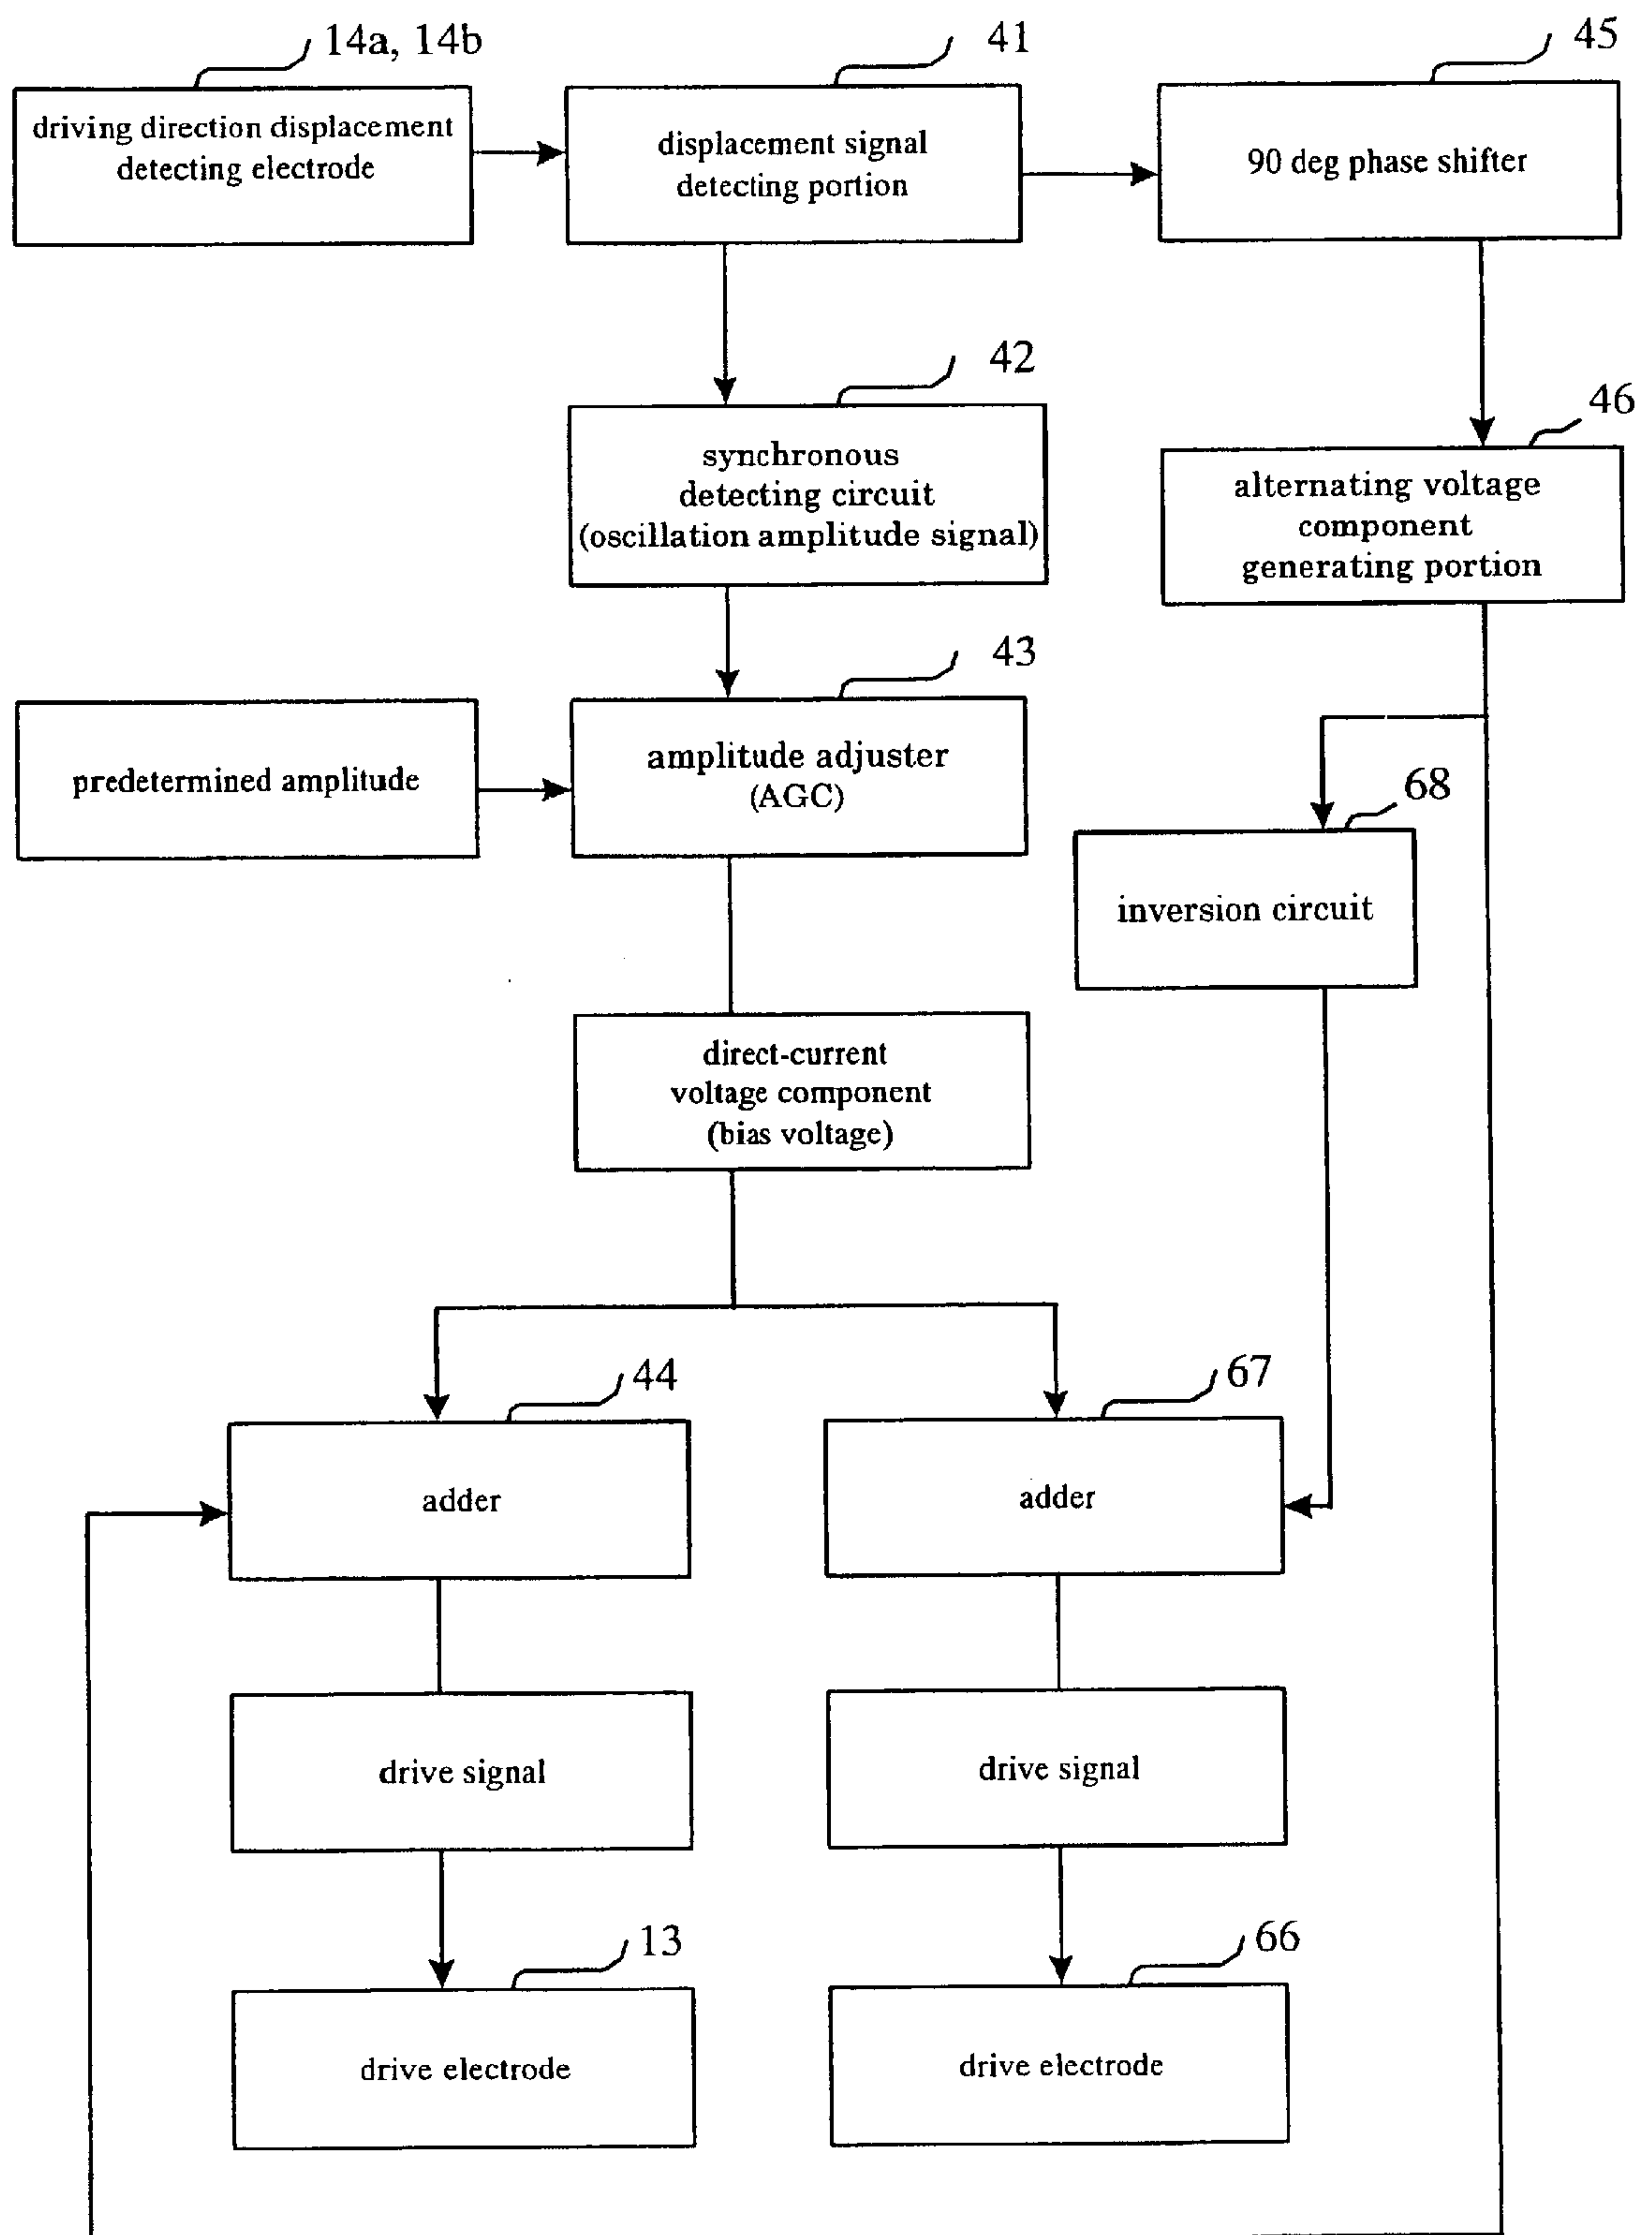 14a, 14b
41
45
driving direction displacement
detecting electrode
displacement signal
detecting portion
90 deg phase shifter
42
46
synchronous
detecting circuit
(oscillation amplitude signal)
alternating voltage
component
generating portion
43
predetermined amplitude
amplitude adjuster
(AGC)
68
inversion circuit
direct-current
voltage component
(bias voltage)
44
67
adder
adder
drive signal
drive signal
13
66
drive electrode
drive electrode